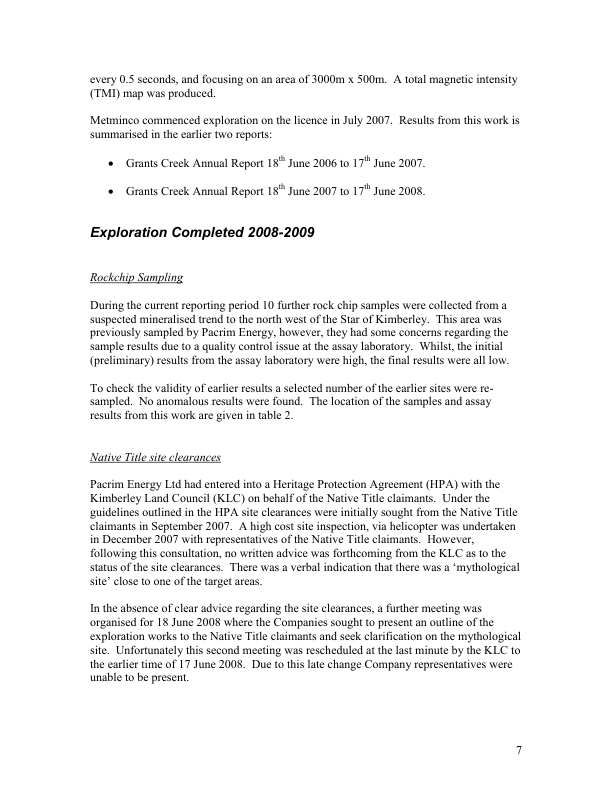 every 0.5 seconds, and focusing on an area of 3000m x 500m.  A total magnetic intensity
(TMI) map was produced.
Metminco commenced exploration on the licence in July 2007.  Results from this work is
summarised in the earlier two reports:
• Grants Creek Annual Report 18th June 2006 to 17th June 2007.
• Grants Creek Annual Report 18th June 2007 to 17th June 2008.
Exploration Completed 2008-2009
Rockchip Sampling
During the current reporting period 10 further rock chip samples were collected from a
suspected mineralised trend to the north west of the Star of Kimberley.  This area was
previously sampled by Pacrim Energy, however, they had some concerns regarding the
sample results due to a quality control issue at the assay laboratory.  Whilst, the initial
(preliminary) results from the assay laboratory were high, the final results were all low.
To check the validity of earlier results a selected number of the earlier sites were re-
sampled.  No anomalous results were found.  The location of the samples and assay
results from this work are given in table 2.
Native Title site clearances
Pacrim Energy Ltd had entered into a Heritage Protection Agreement (HPA) with the
Kimberley Land Council (KLC) on behalf of the Native Title claimants.  Under the
guidelines outlined in the HPA site clearances were initially sought from the Native Title
claimants in September 2007.  A high cost site inspection, via helicopter was undertaken
in December 2007 with representatives of the Native Title claimants.  However,
following this consultation, no written advice was forthcoming from the KLC as to the
status of the site clearances.  There was a verbal indication that there was a ‘mythological
site’ close to one of the target areas.
In the absence of clear advice regarding the site clearances, a further meeting was
organised for 18 June 2008 where the Companies sought to present an outline of the
exploration works to the Native Title claimants and seek clarification on the mythological
site.  Unfortunately this second meeting was rescheduled at the last minute by the KLC to
the earlier time of 17 June 2008.  Due to this late change Company representatives were
unable to be present.
7